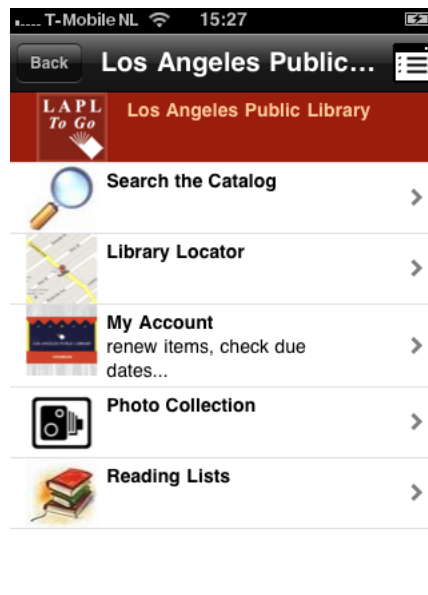 ..... T-Mobile NL 15:27
Back Los Angeles Public...
LAPL
To Go
Los Angeles Public Library
Search the Catalog
Library Locator
My Account
renew items, check due
dates...
Photo Collection
Reading Lists